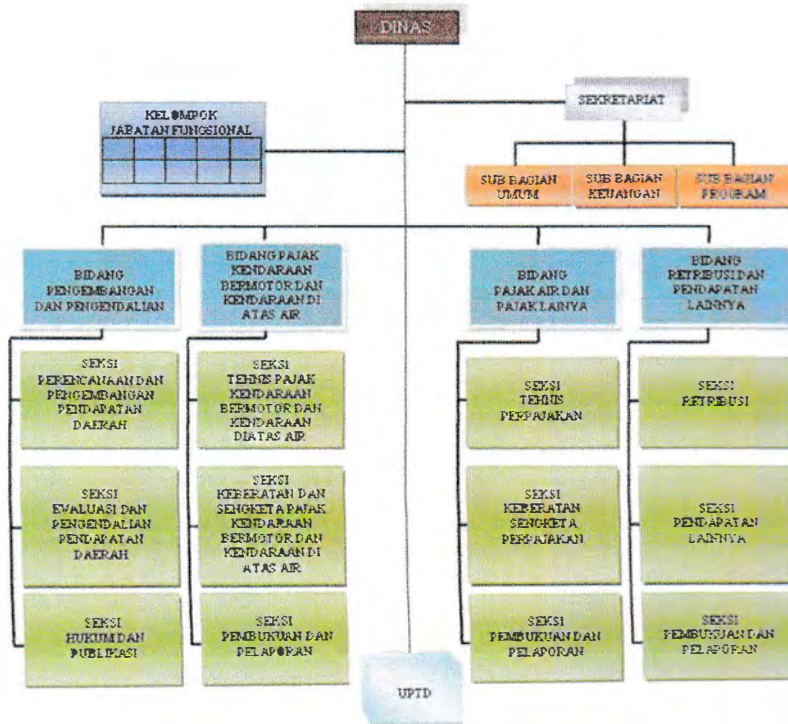 DINAS
SEKRETARIAT
KELOMPOK
JABATAN FUNGSIONAL
SUB BAGIAN
UMUM
SUB BAGIAN
KEUANGAN
SUB BAGIAN
PROGRAM
BIDANG
PENGEMBANGAN
DAN PENGENDALIAN
BIDANG PAJAK
KENDARAAN
BERMOTOR DAN
KENDARAAN DI
ATAS AIR
BIDANG
PAJAK AIR DAN
PAJAK LAINYA
BIDANG
RETRIBUSI DAN
PENDAPATAN
LAINNYA
SEKSI
PERENCANAAN DAN
PENGEMBANGAN
PENDAPATAN
DAERAH
SEKSI
TEHNIS PAJAK
KENDARAAN
BERMOTOR DAN
KENDARAAN
DIATAS AIR
SEKSI
TEHNIS
PERPAJAKAN
SEKSI
RETRIBUSI
SEKSI
EVALUASI DAN
PENGENDALIAN
PENDAPATAN
DAERAH
SEKSI
KEBERATAN DAN
SENGKETA PAJAK
KENDARAAN
BERMOTOR DAN
KENDARAAN DI
ATAS AIR
SEKSI
KEBERATAN
SENGKETA
PERPAJAKAN
SEKSI
PENDAPATAN
LAINNYA
SEKSI
HUKUM DAN
PUBLIKASI
SEKSI
PEMBUKUAN DAN
PELAPORAN
SEKSI
PEMBUKUAN DAN
PELAPORAN
SEKSI
PEMBUKUAN DAN
PELAPORAN
UPTD